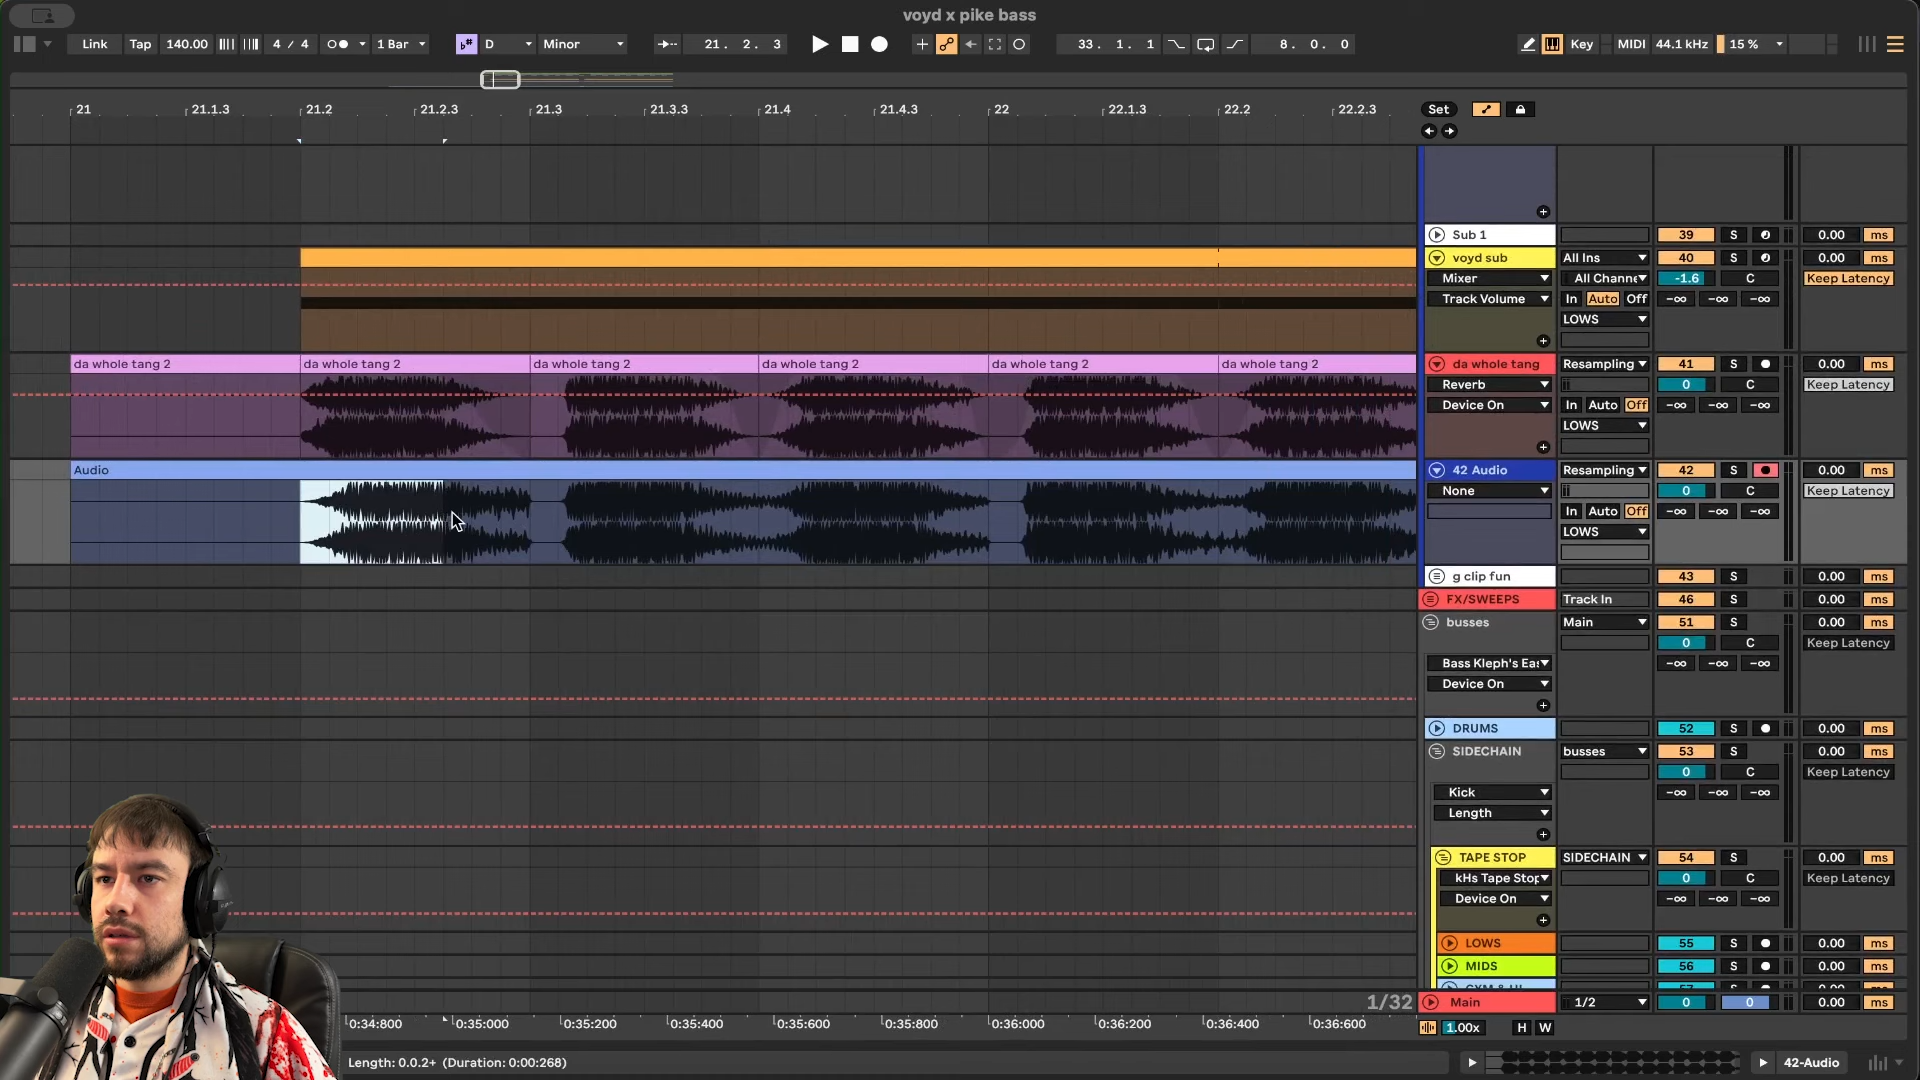 voyd x pike bass
Link Tap 140.00 4 / 4 1 Bar D Minor 21. 2. 3 33. 1. 1 8. 0. 0 Key MIDI 44.1 kHz 15 %
21 21.1.3 21.2 21.2.3 21.3 21.3.3 21.4 21.4.3 22 22.1.3 22.2 22.2.3 Set
Sub 1 39 S 0.00 ms
voyd sub All Ins 40 S 0.00 ms
Mixer All Channe -1.6 C Keep Latency
Track Volume In Auto Off -∞ -∞ -∞
LOWS
da whole tang 2 da whole tang 2 da whole tang 2 da whole tang 2 da whole tang 2 da whole tang 2 da whole tang Resampling 41 S 0.00 ms
Reverb 0 C Keep Latency
Device On In Auto Off -∞ -∞ -∞
LOWS
Audio 42 Audio Resampling 42 S 0.00 ms
None 0 C Keep Latency
In Auto Off -∞ -∞ -∞
LOWS
g clip fun 43 S 0.00 ms
FX/SWEEPS Track In 46 S 0.00 ms
busses Main 51 S 0.00 ms
0 C Keep Latency
Bass Kleph's Eas -∞ -∞ -∞
Device On
DRUMS 52 S 0.00 ms
SIDECHAIN busses 53 S 0.00 ms
0 C Keep Latency
Kick -∞ -∞ -∞
Length
TAPE STOP SIDECHAIN 54 S 0.00 ms
kHs Tape Stop 0 C Keep Latency
Device On -∞ -∞ -∞
LOWS 55 S 0.00 ms
MIDS 56 S 0.00 ms
1/32 Main 1/2 0 0 0.00 ms
0:34:800 0:35:000 0:35:200 0:35:400 0:35:600 0:35:800 0:36:000 0:36:200 0:36:400 0:36:600 1.00x H W
Length: 0.0.2+ (Duration: 0:00:268) 42-Audio